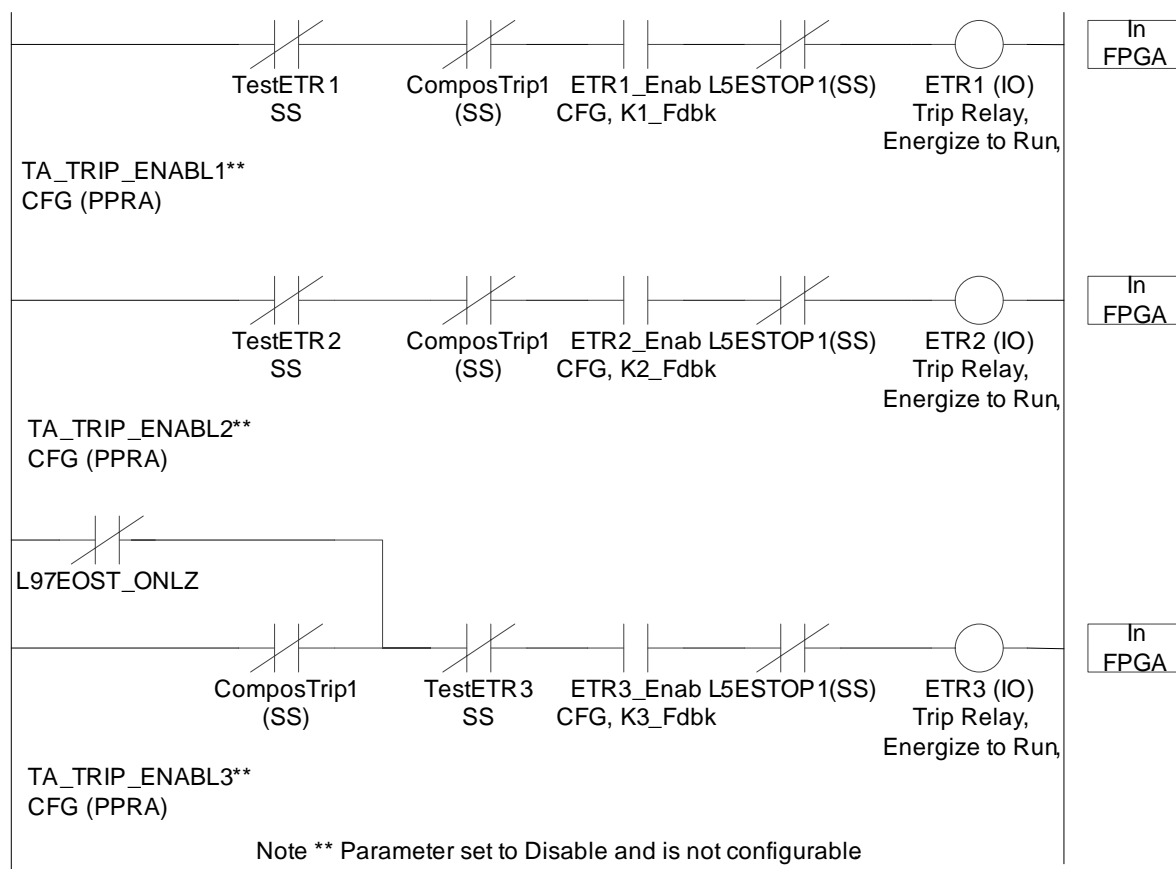 In
FPGA
TestETR1
SS
ComposTrip1
(SS)
ETR1_Enab
CFG, K1_Fdbk
L5ESTOP1(SS)
ETR1 (IO)
Trip Relay,
Energize to Run,
TA_TRIP_ENABL1**
CFG (PPRA)
In
FPGA
TestETR2
SS
ComposTrip1
(SS)
ETR2_Enab
CFG, K2_Fdbk
L5ESTOP1(SS)
ETR2 (IO)
Trip Relay,
Energize to Run,
TA_TRIP_ENABL2**
CFG (PPRA)
L97EOST_ONLZ
In
FPGA
ComposTrip1
(SS)
TestETR3
SS
ETR3_Enab
CFG, K3_Fdbk
L5ESTOP1(SS)
ETR3 (IO)
Trip Relay,
Energize to Run,
TA_TRIP_ENABL3**
CFG (PPRA)
Note ** Parameter set to Disable and is not configurable